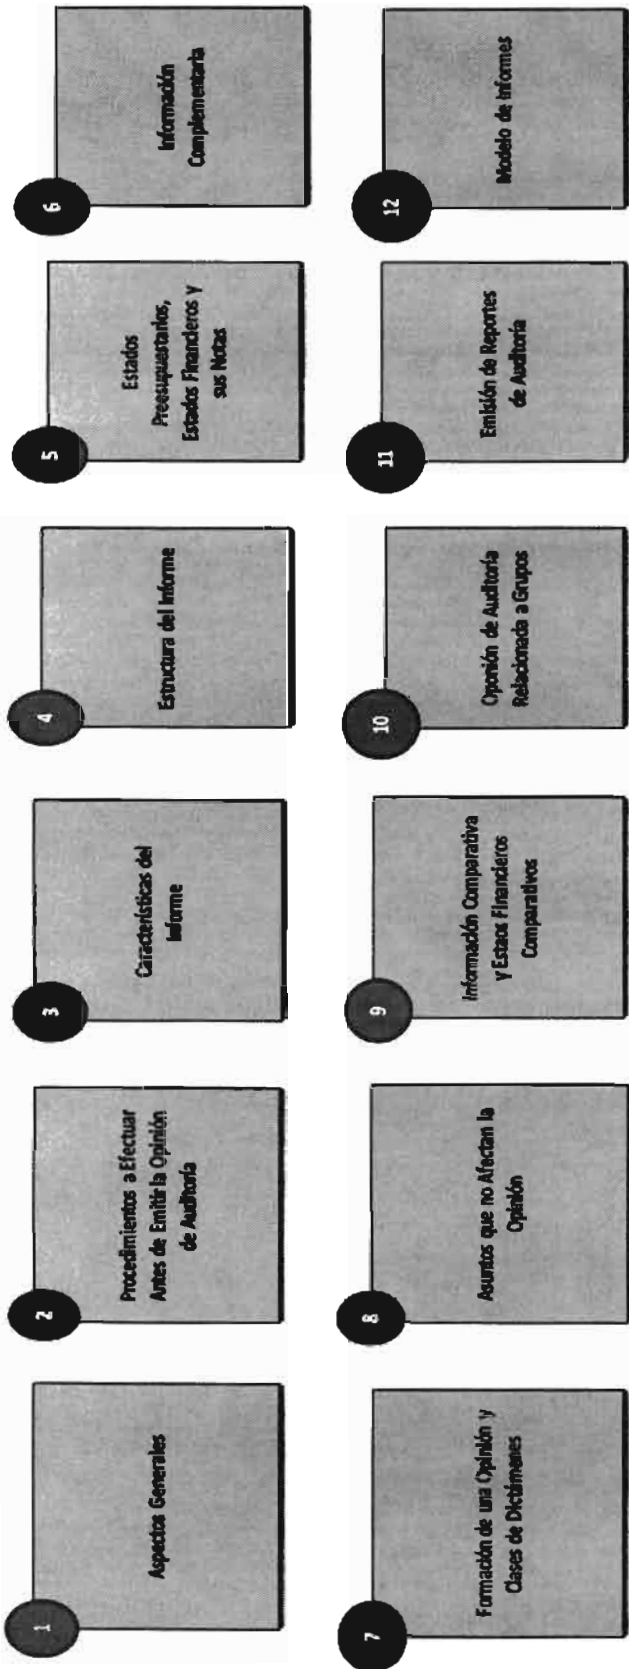 1
Aspectos Generales
2
Procedimientos a Efectuar
Antes de Emitir la Opinión
de Auditoría
3
Características del
Informe
4
Estructura del Informe
5
Estados
Preesupuestarios,
Estados Financieros y
sus Notas
6
Información
Complementaria
7
Formación de una Opinión y
Clases de Dictámenes
8
Asuntos que no Afectan la
Opinión
9
Información Comparativa
y Estaos Financieros
Comparativos
10
Oponión de Auditoría
Relacionada a Grupos
11
Emisión de Reportes
de Auditoría
12
Modelo de Informes